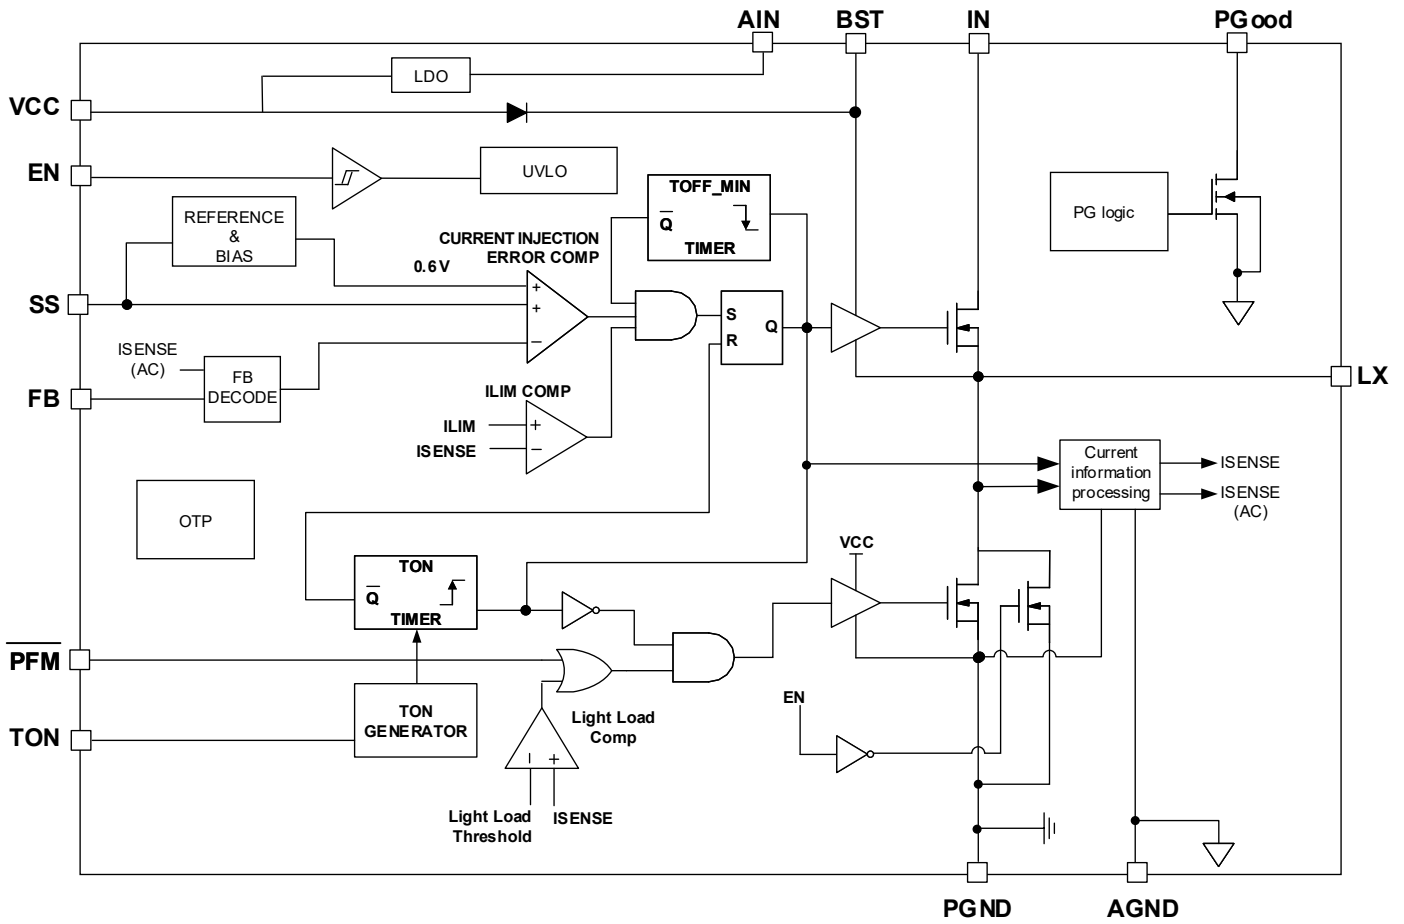 AIN
BST
IN
PGood
LDO
VCC
EN
UVLO
TOFF_MIN
Q̅
TIMER
PG logic
REFERENCE
&
BIAS
CURRENT INJECTION
ERROR COMP
0.6V
+
+
−
SS
S
R
Q
ISENSE
(AC)
FB
DECODE
FB
ILIM COMP
ILIM
+
ISENSE
−
LX
Current
information
processing
ISENSE
ISENSE
(AC)
OTP
TON
Q̅
TIMER
VCC
P̅F̅M̅
TON
GENERATOR
TON
Light Load
Comp
− +
Light Load
Threshold
ISENSE
EN
PGND
AGND